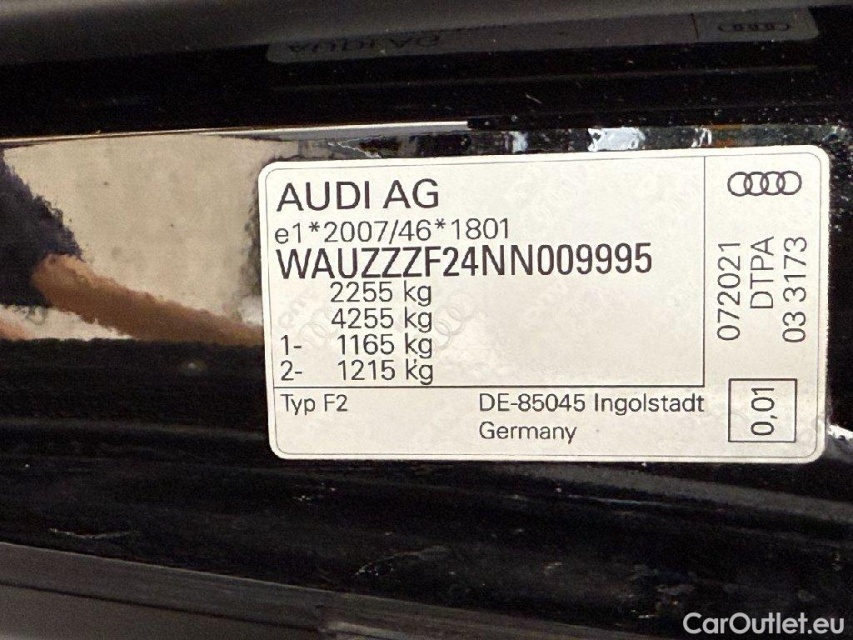 AUDI AG
e1*2007/46*1801
WAUZZZF24NN009995
2255 kg
4255 kg
1- 1165 kg
2- 1215 kg
Typ F2
DE-85045 Ingolstadt
Germany
072021
DTPA
03 3173
0,01
CarOutlet.eu